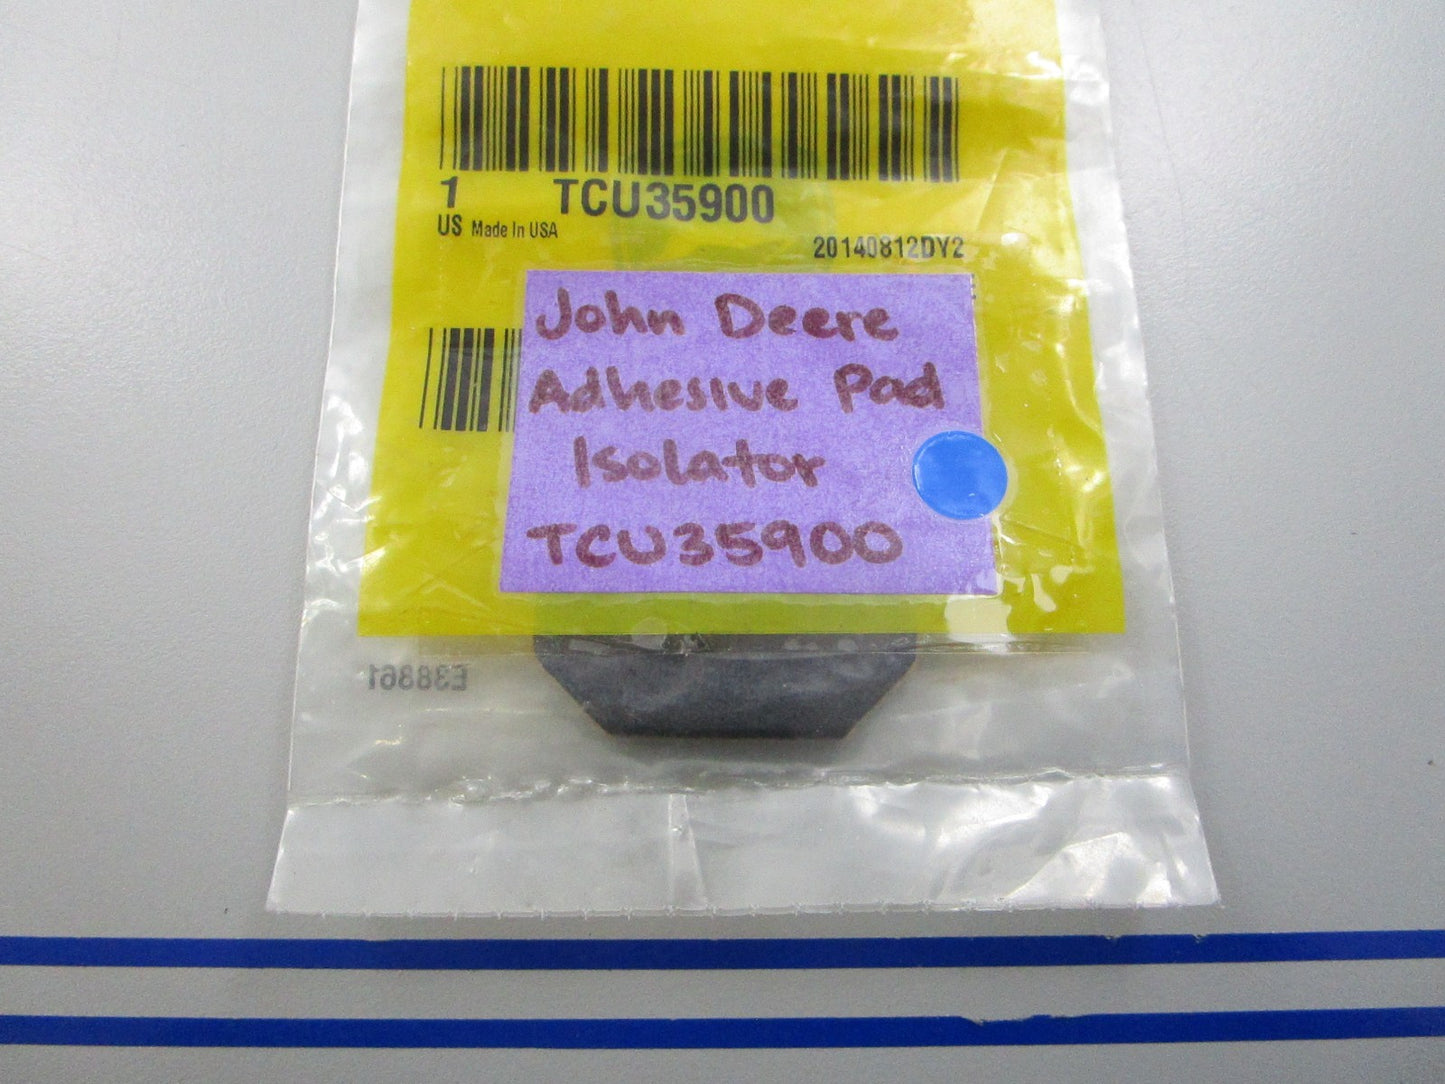 1 TCU35900
US Made In USA
20140812DY2
John Deere
Adhesive Pad
Isolator
TCU35900
E38861